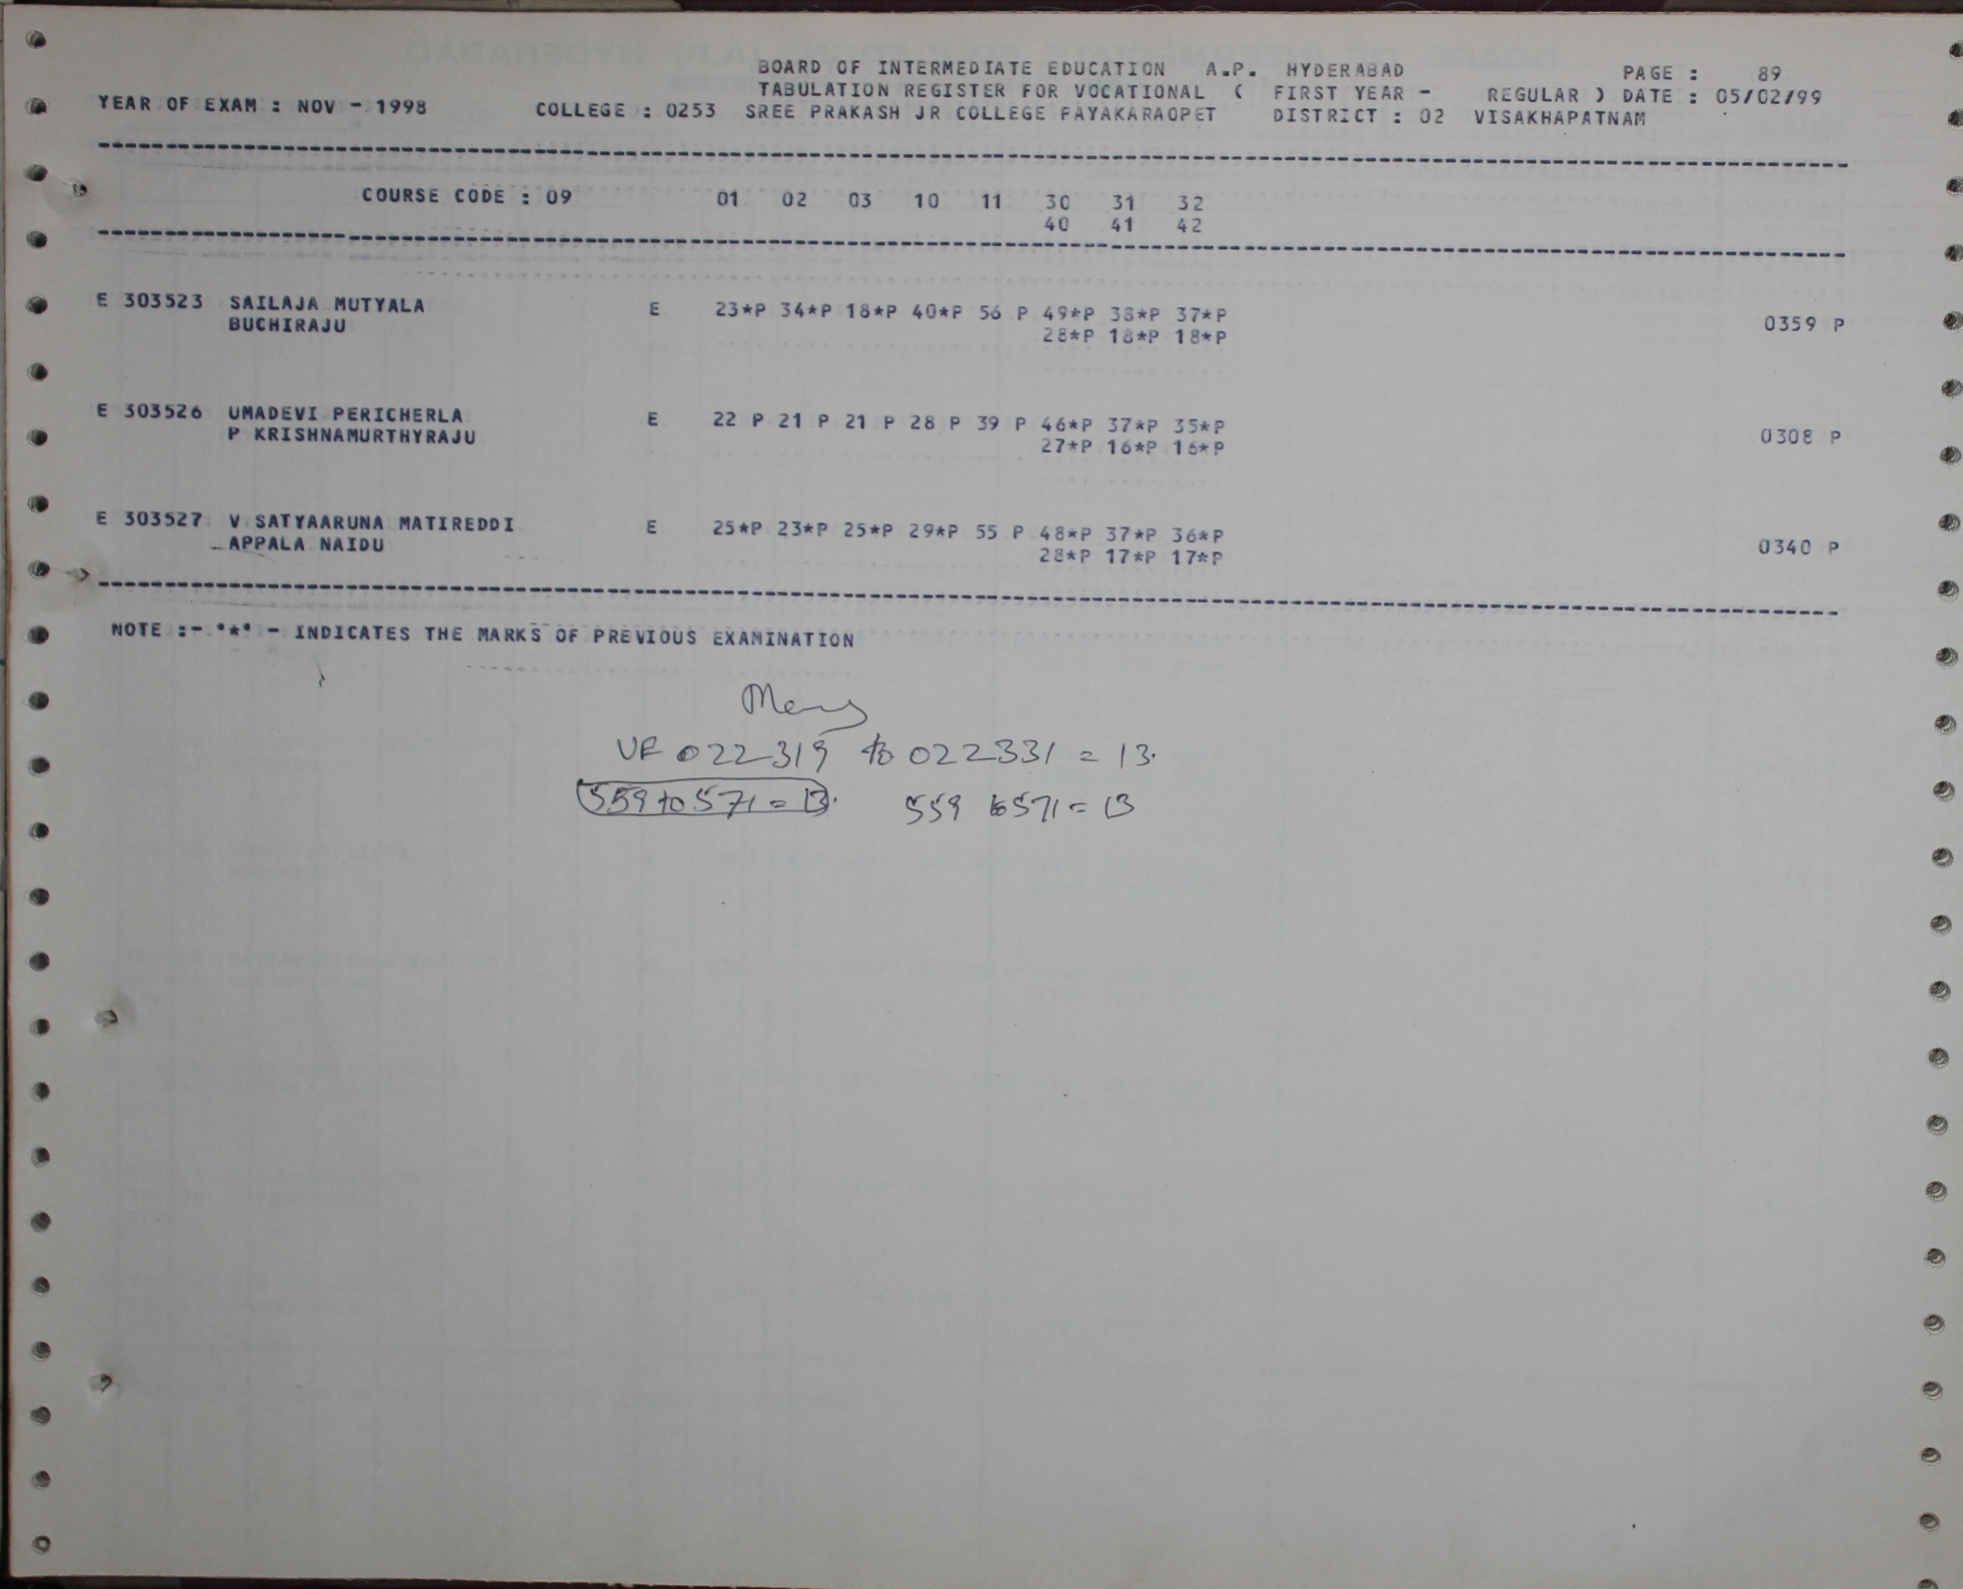 BOARD OF INTERMEDIATE EDUCATION A.P. HYDERABAD PAGE : 89
TABULATION REGISTER FOR VOCATIONAL ( FIRST YEAR - REGULAR ) DATE : 05/02/99
YEAR OF EXAM : NOV - 1998 COLLEGE : 0253 SREE PRAKASH JR COLLEGE PAYAKARAOPET DISTRICT : 02 VISAKHAPATNAM
COURSE CODE : 09 01 02 03 10 11 30 31 32
40 41 42
E 303523 SAILAJA MUTYALA E 23*P 34*P 18*P 40*P 56 P 49*P 38*P 37*P
BUCHIRAJU 28*P 18*P 18*P 0359 P
E 303526 UMADEVI PERICHERLA E 22 P 21 P 21 P 28 P 39 P 46*P 37*P 35*P
P KRISHNAMURTHYRAJU 27*P 16*P 16*P 0308 P
E 303527 V SATYAARUNA MATIREDDI E 25*P 23*P 25*P 29*P 55 P 48*P 37*P 36*P
APPALA NAIDU 28*P 17*P 17*P 0340 P
NOTE :- "*" - INDICATES THE MARKS OF PREVIOUS EXAMINATION
VF 022319 to 022331 = 13.
559 to 571 = 13. 559 to 571 = 13